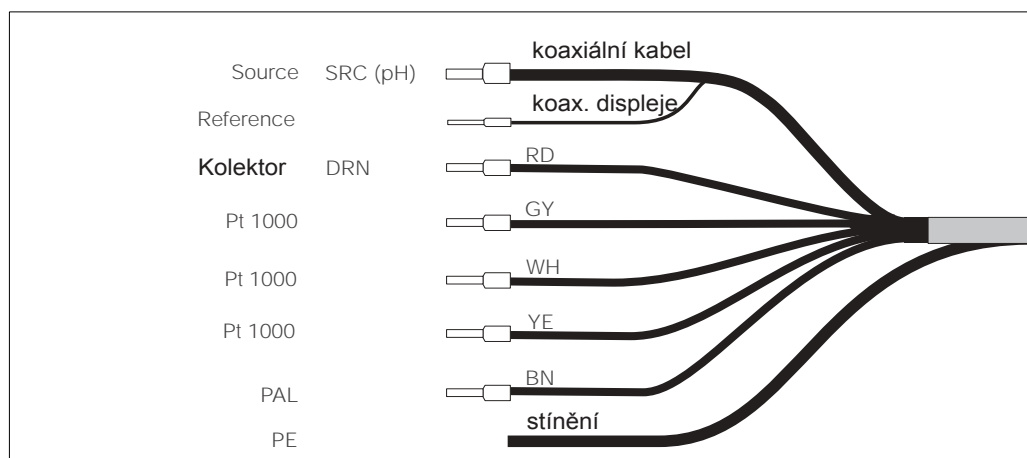 koaxiální kabel
Source SRC (pH)
koax. displeje
Reference
Kolektor DRN RD
Pt 1000 GY
Pt 1000 WH
Pt 1000 YE
PAL BN
stínění
PE